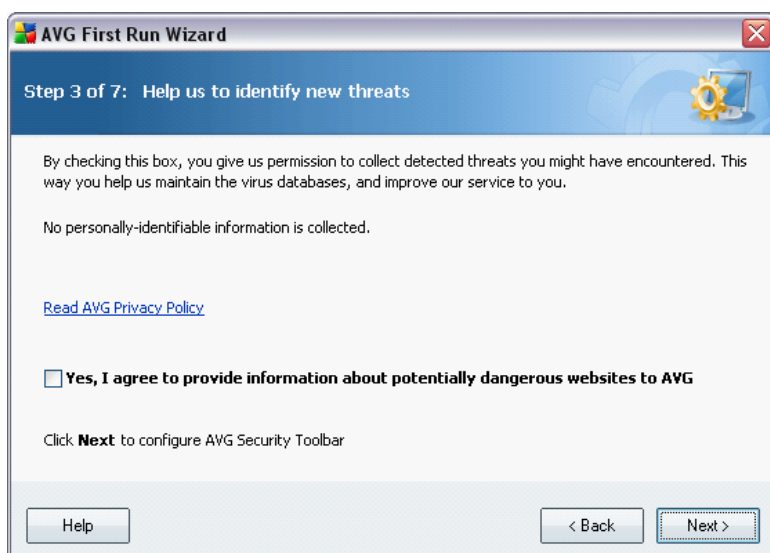 AVG First Run Wizard
Step 3 of 7: Help us to identify new threats
By checking this box, you give us permission to collect detected threats you might have encountered. This
way you help us maintain the virus databases, and improve our service to you.
No personally-identifiable information is collected.
Read AVG Privacy Policy
Yes, I agree to provide information about potentially dangerous websites to AVG
Click Next to configure AVG Security Toolbar
Help
< Back
Next >